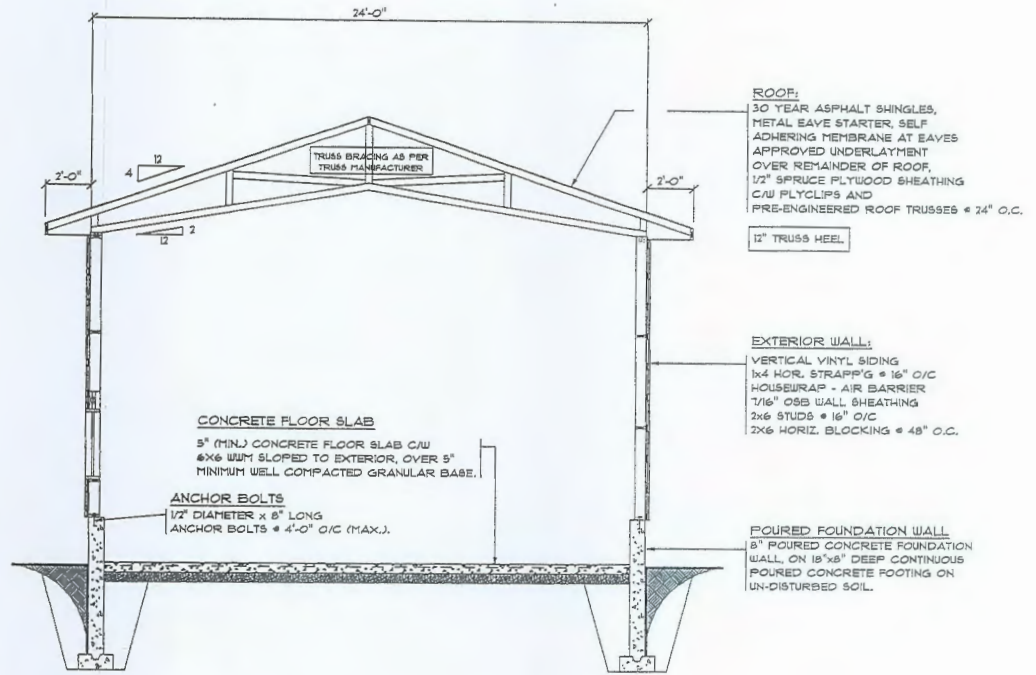 24'-0"
ROOF:
30 YEAR ASPHALT SHINGLES,
METAL EAVE STARTER, SELF
ADHERING MEMBRANE AT EAVES
APPROVED UNDERLAYMENT
OVER REMAINDER OF ROOF,
1/2" SPRUCE PLYWOOD SHEATHING
C/W PLYCLIPS AND
PRE-ENGINEERED ROOF TRUSSES @ 24" O.C.
12" TRUSS HEEL
TRUSS BRACING AS PER
TRUSS MANUFACTURER
12
4
2'-0"
2'-0"
12
2
EXTERIOR WALL:
VERTICAL VINYL SIDING
1x4 HOR. STRAPP'G @ 16" O/C
HOUSEWRAP - AIR BARRIER
7/16" OSB WALL SHEATHING
2x6 STUDS @ 16" O/C
2X6 HORIZ. BLOCKING @ 48" O.C.
CONCRETE FLOOR SLAB
5" (MIN.) CONCRETE FLOOR SLAB C/W
6X6 WWM SLOPED TO EXTERIOR, OVER 5"
MINIMUM WELL COMPACTED GRANULAR BASE.
ANCHOR BOLTS
1/2" DIAMETER x 8" LONG
ANCHOR BOLTS @ 4'-0" O/C (MAX.).
POURED FOUNDATION WALL
8" POURED CONCRETE FOUNDATION
WALL, ON 18"x8" DEEP CONTINUOUS
POURED CONCRETE FOOTING ON
UN-DISTURBED SOIL.